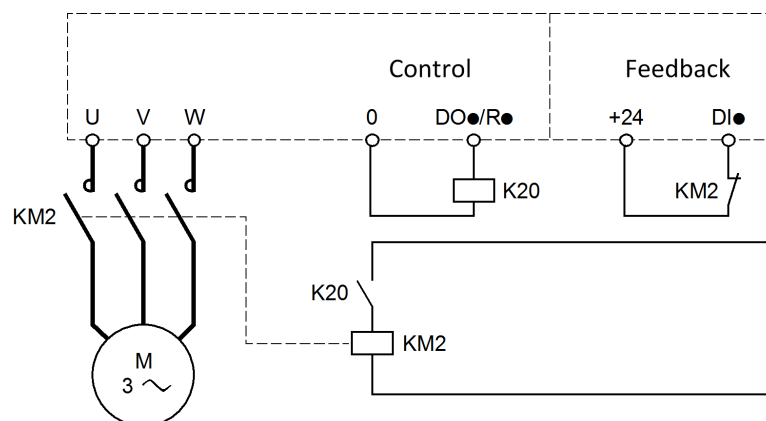 Control Feedback
U V W 0 DO●/R● +24 DI●
KM2 K20 KM2
K20
KM2
M
3